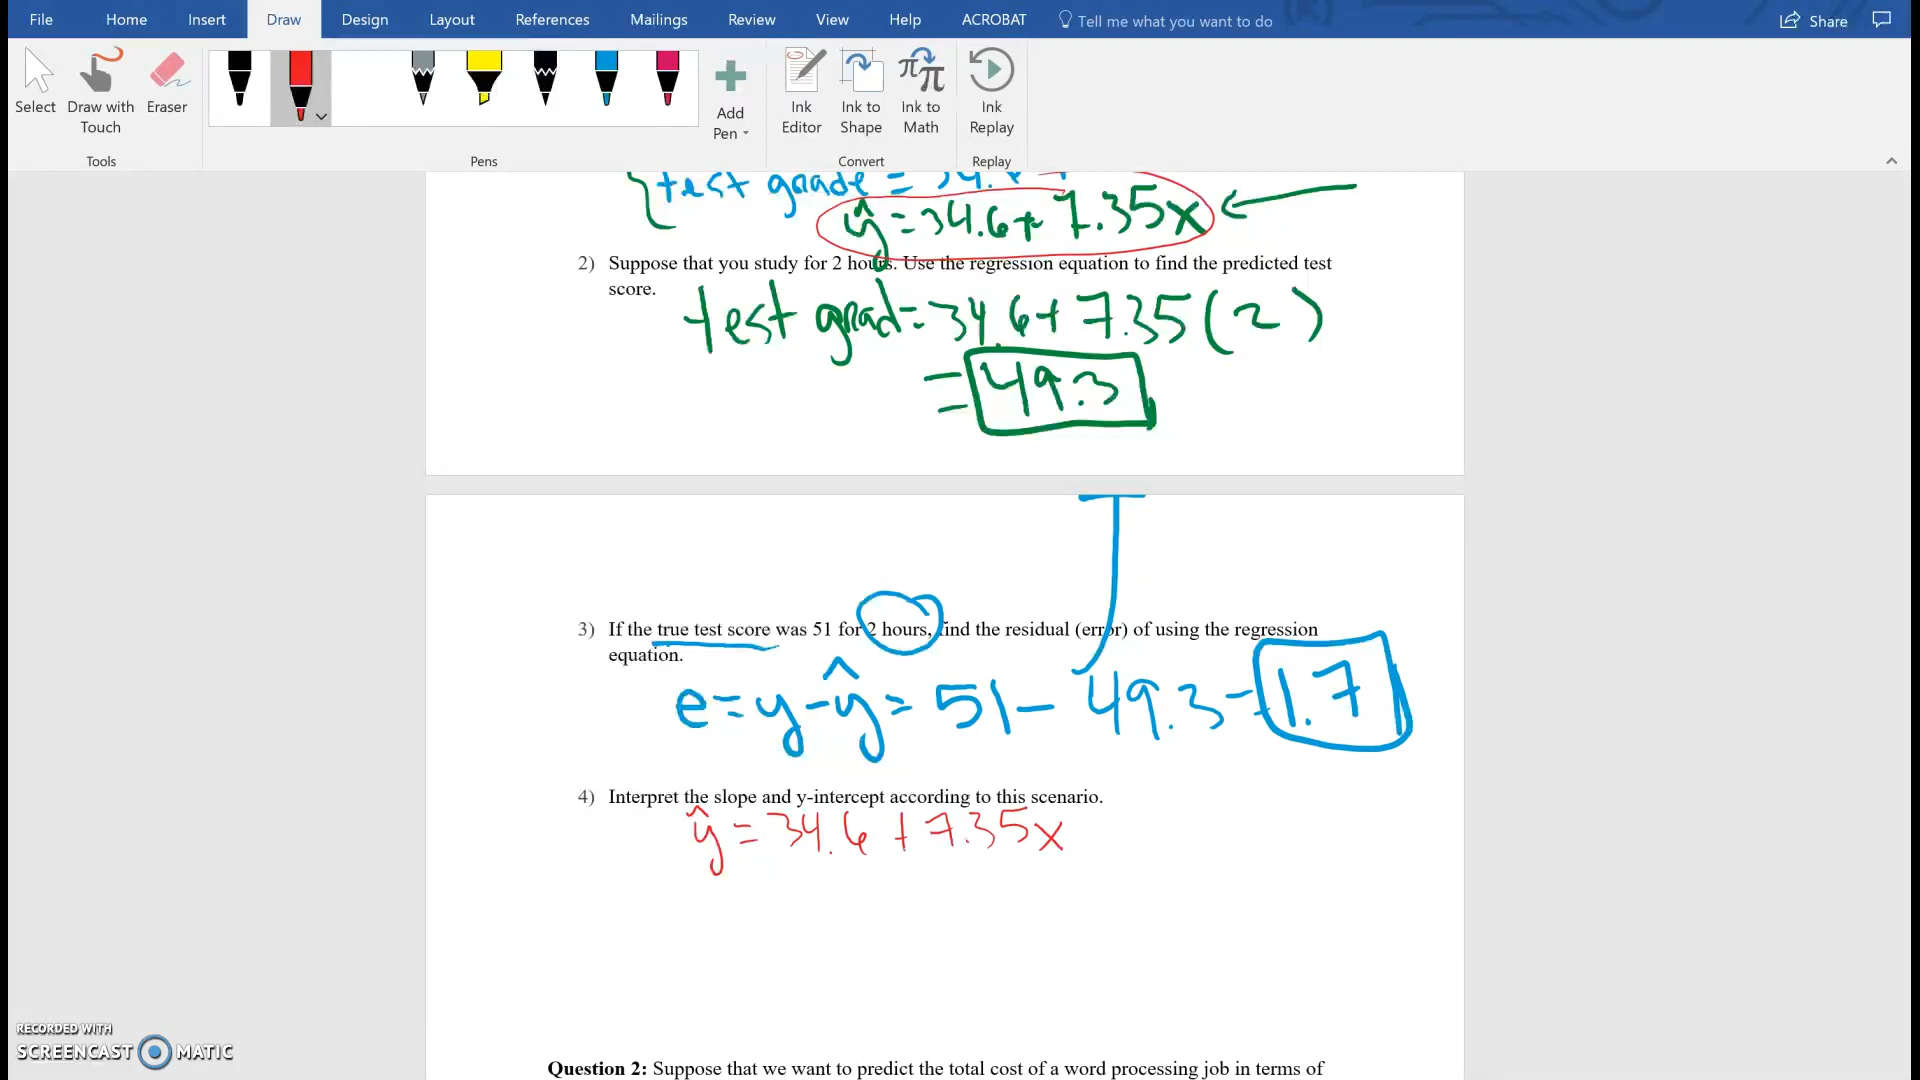 File Home Insert Draw Design Layout References Mailings Review View Help ACROBAT Tell me what you want to do Share
Select
Draw with Touch
Eraser
Add Pen
Ink Editor
Ink to Shape
Ink to Math
Ink Replay
Tools
Pens
Convert
Replay
test grade = 34.
ŷ = 34.6 + 7.35x
2) Suppose that you study for 2 hours. Use the regression equation to find the predicted test
score.
test grad = 34.6 + 7.35 (2)
= 49.3
3) If the true test score was 51 for 2 hours, find the residual (error) of using the regression
equation.
e = y - ŷ = 51 - 49.3 = 1.7
4) Interpret the slope and y-intercept according to this scenario.
ŷ = 34.6 + 7.35x
RECORDED WITH
SCREENCAST MATIC
Question 2: Suppose that we want to predict the total cost of a word processing job in terms of